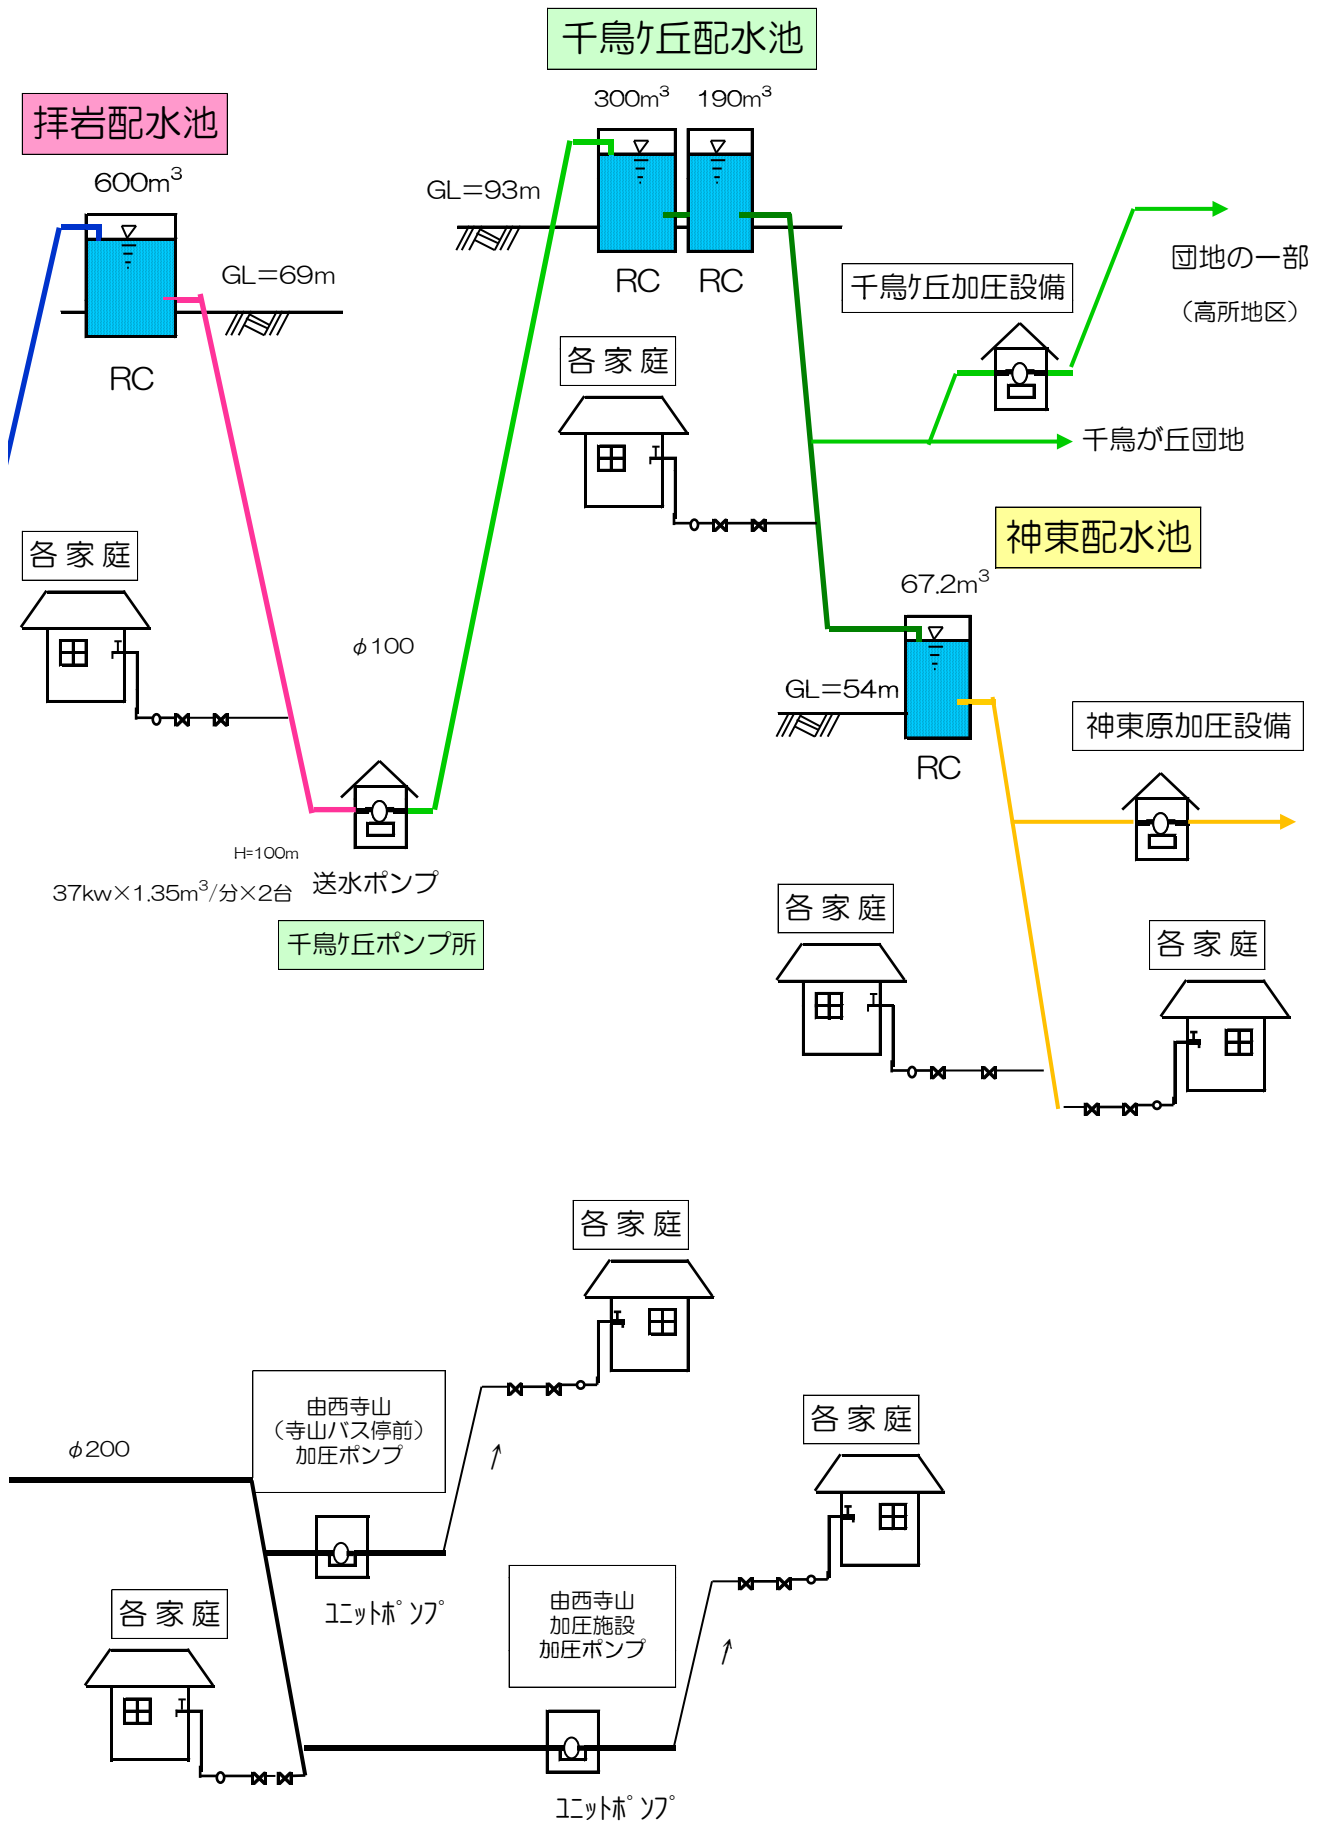 千鳥ヶ丘配水池
300m³
190m³
拝岩配水池
600m³
GL=93m
GL=69m
RC
RC
RC
千鳥ヶ丘加圧設備
団地の一部
（高所地区）
各家庭
千鳥が丘団地
神東配水池
各家庭
67.2m³
φ100
GL=54m
RC
神東原加圧設備
H=100m
37kw×1.35m³/分×2台
送水ポンプ
千鳥ヶ丘ポンプ所
各家庭
各家庭
各家庭
由西寺山
（寺山バス停前）
加圧ポンプ
φ200
各家庭
ﾕﾆｯﾄﾎﾟﾝﾌﾟ
由西寺山
加圧施設
加圧ポンプ
各家庭
ﾕﾆｯﾄﾎﾟﾝﾌﾟ